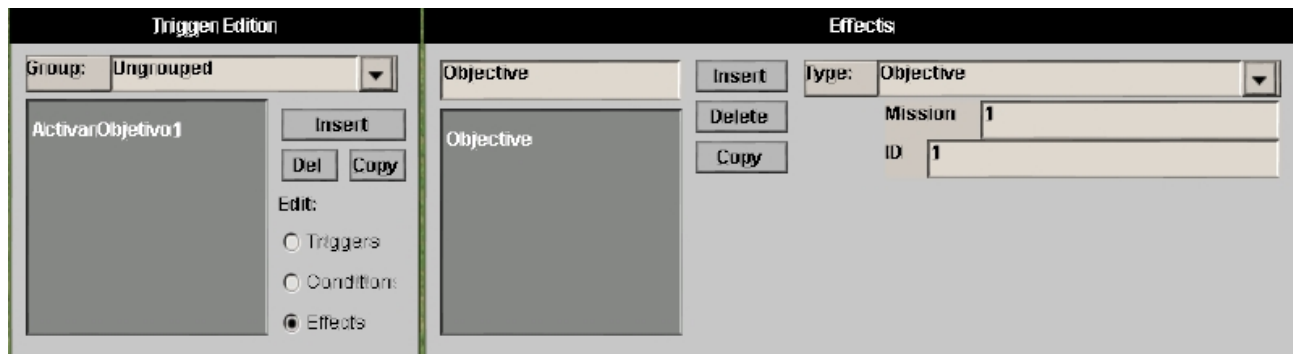 Trigger Edition
Effects
Group: Ungrouped
ActivarObjetivo1
Insert
Del Copy
Edit:
Triggers
Conditions
Effects
Objective
Insert
Delete
Copy
Objective
Type: Objective
Mission 1
ID 1